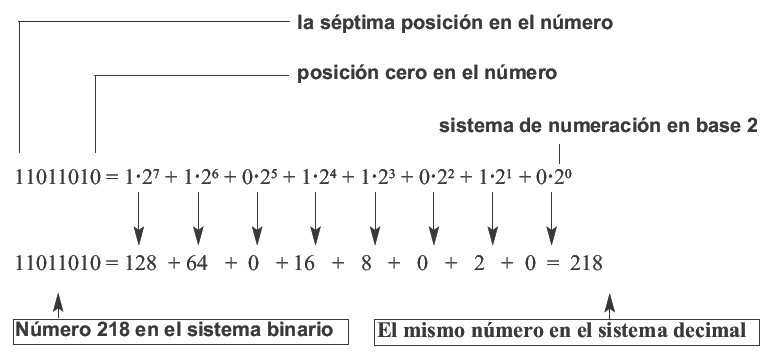 la séptima posición en el número
posición cero en el número
sistema de numeración en base 2
11011010 = 1·2⁷ + 1·2⁶ + 0·2⁵ + 1·2⁴ + 1·2³ + 0·2² + 1·2¹ + 0·2⁰
11011010 = 128 + 64 + 0 + 16 + 8 + 0 + 2 + 0 = 218
Número 218 en el sistema binario
El mismo número en el sistema decimal